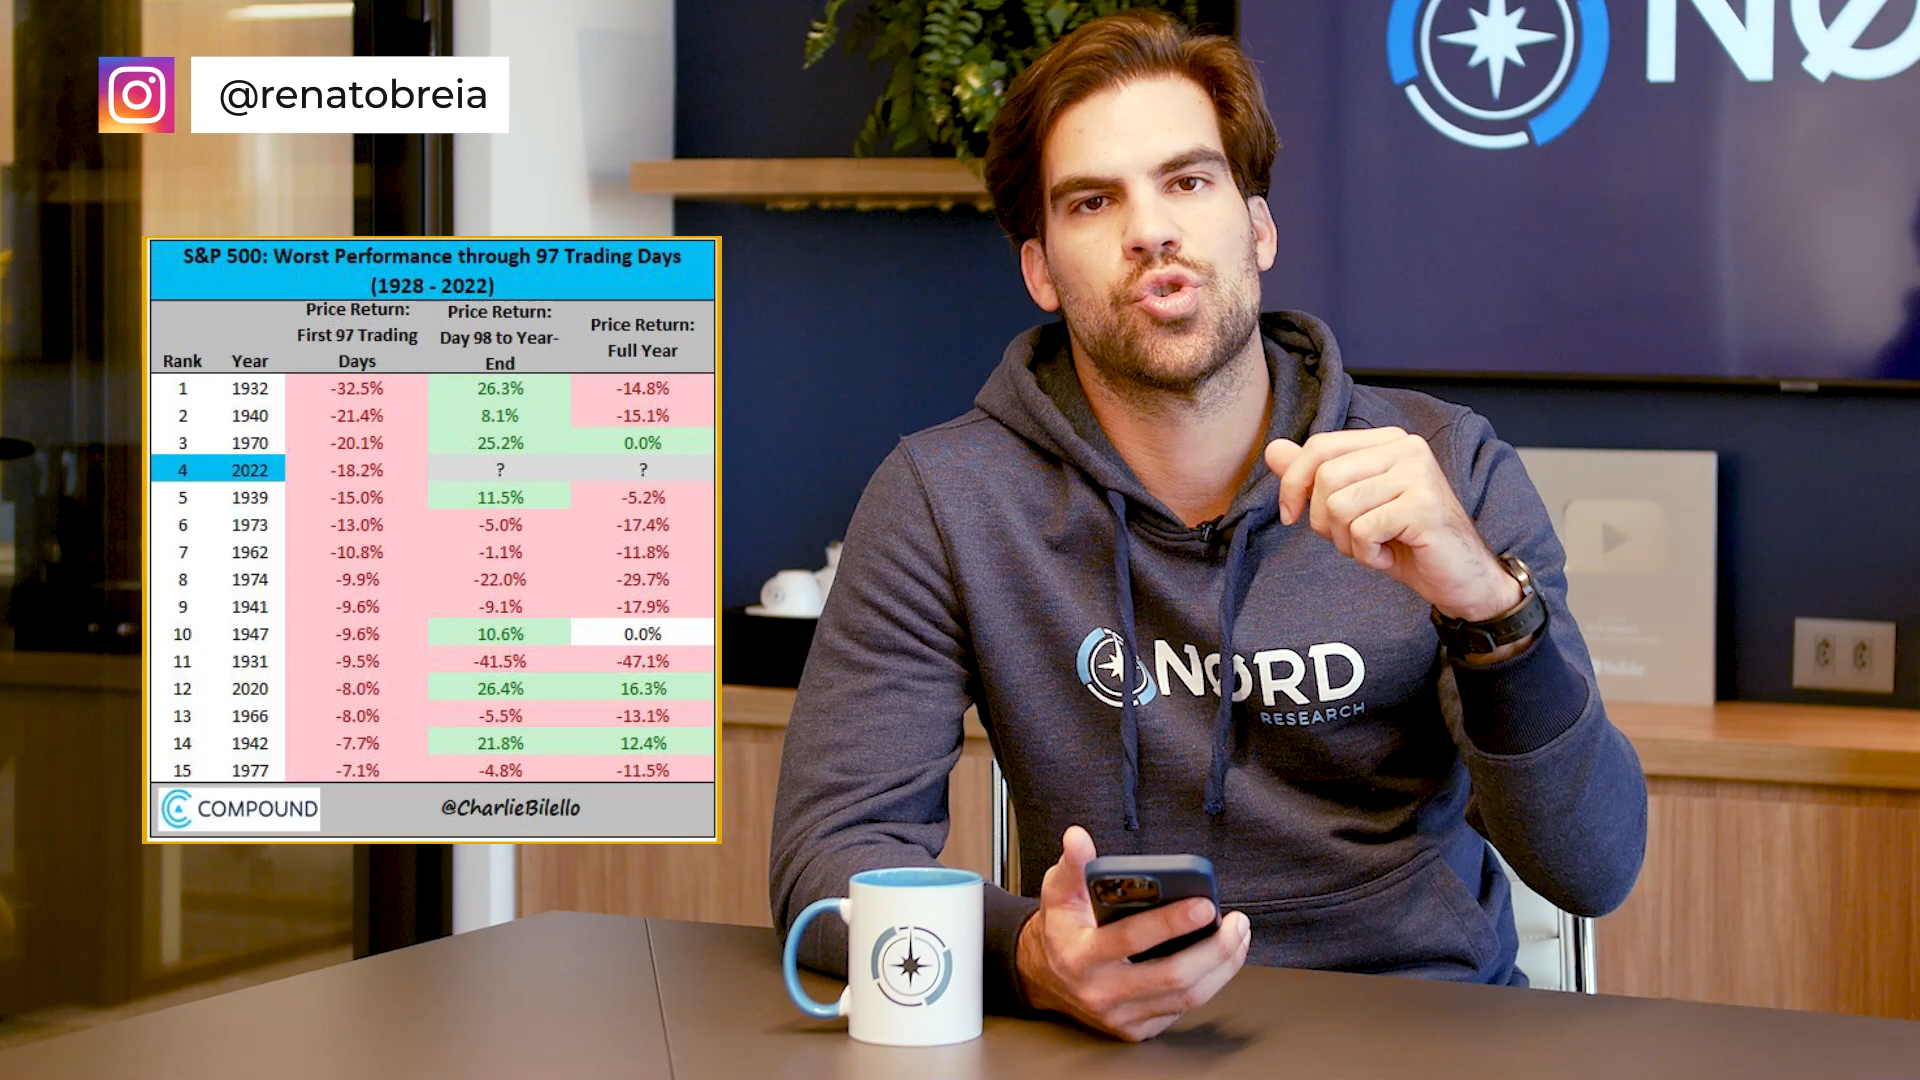 @renatobreia
NØ
S&P 500: Worst Performance through 97 Trading Days
(1928 - 2022)
Rank Year Price Return: First 97 Trading Days Price Return: Day 98 to Year-End Price Return: Full Year
1 1932 -32.5% 26.3% -14.8%
2 1940 -21.4% 8.1% -15.1%
3 1970 -20.1% 25.2% 0.0%
4 2022 -18.2% ? ?
5 1939 -15.0% 11.5% -5.2%
6 1973 -13.0% -5.0% -17.4%
7 1962 -10.8% -1.1% -11.8%
8 1974 -9.9% -22.0% -29.7%
9 1941 -9.6% -9.1% -17.9%
10 1947 -9.6% 10.6% 0.0%
11 1931 -9.5% -41.5% -47.1%
12 2020 -8.0% 26.4% 16.3%
13 1966 -8.0% -5.5% -13.1%
14 1942 -7.7% 21.8% 12.4%
15 1977 -7.1% -4.8% -11.5%
COMPOUND @CharlieBilello
NØRD
RESEARCH